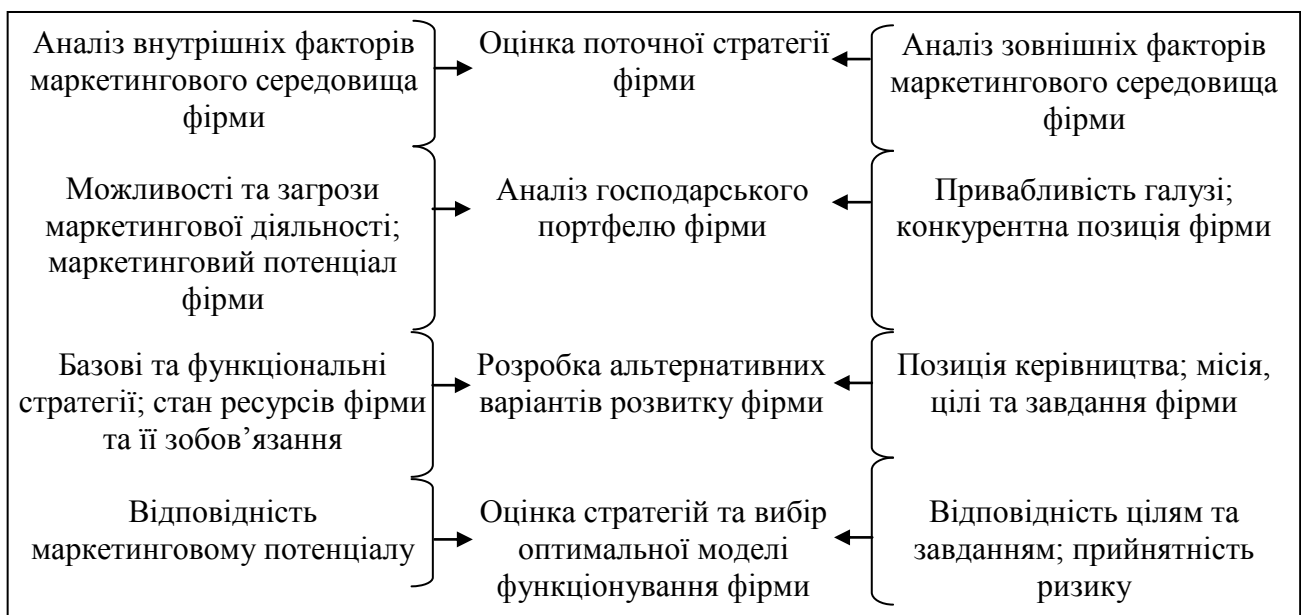 Аналіз внутрішніх факторів
маркетингового середовища
фірми
Оцінка поточної стратегії
фірми
Аналіз зовнішніх факторів
маркетингового середовища
фірми
Можливості та загрози
маркетингової діяльності;
маркетинговий потенціал
фірми
Аналіз господарського
портфелю фірми
Привабливість галузі;
конкурентна позиція фірми
Базові та функціональні
стратегії; стан ресурсів фірми
та її зобов’язання
Розробка альтернативних
варіантів розвитку фірми
Позиція керівництва; місія,
цілі та завдання фірми
Відповідність
маркетинговому потенціалу
Оцінка стратегій та вибір
оптимальної моделі
функціонування фірми
Відповідність цілям та
завданням; прийнятність
ризику